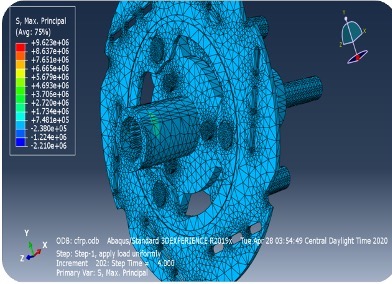 S, Max. Principal
(Avg: 75%)
+9.623e+06
+8.637e+06
+7.651e+06
+6.665e+06
+5.679e+06
+4.693e+06
+3.706e+06
+2.720e+06
+1.734e+06
+7.481e+05
-2.380e+05
-1.224e+06
-2.210e+06
Y
X
Z
Y
X
Z
ODB: cfrp.odb Abaqus/Standard 3DEXPERIENCE R2019x Tue Apr 28 03:54:49 Central Daylight Time 2020
Step: Step-1, apply load uniformly
Increment 202: Step Time = 4.000
Primary Var: S, Max. Principal